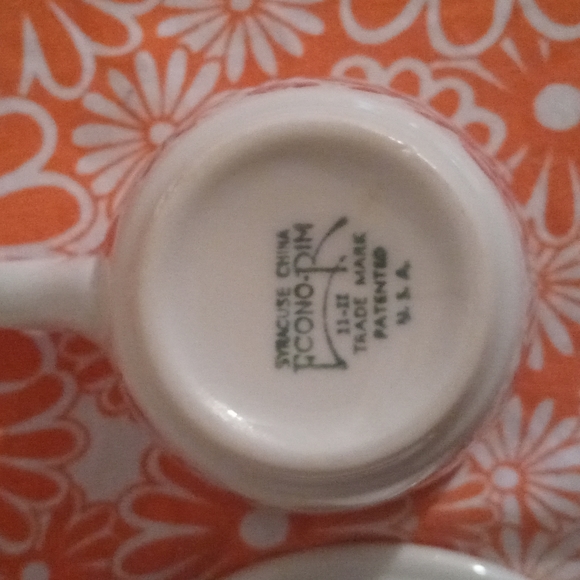 SYRACUSE CHINA
ECONO-RIM
11-II
TRADE MARK
PATENTED
U. S. A.